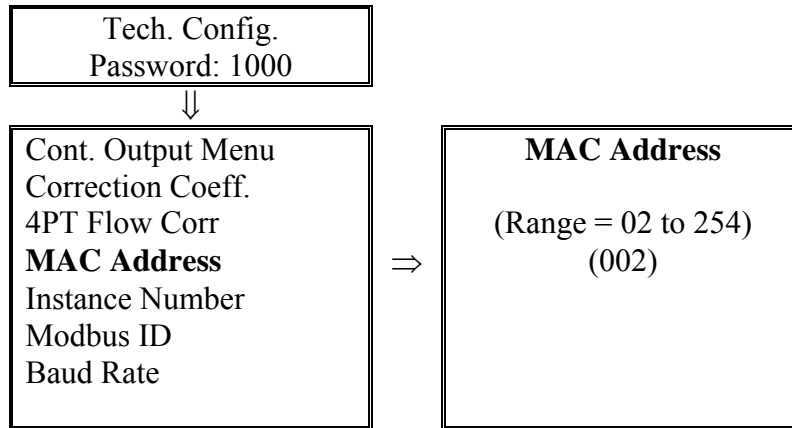 Tech. Config.
Password: 1000
⇓
Cont. Output Menu
Correction Coeff.
4PT Flow Corr
MAC Address
Instance Number
Modbus ID
Baud Rate
⇒
MAC Address
(Range = 02 to 254)
(002)